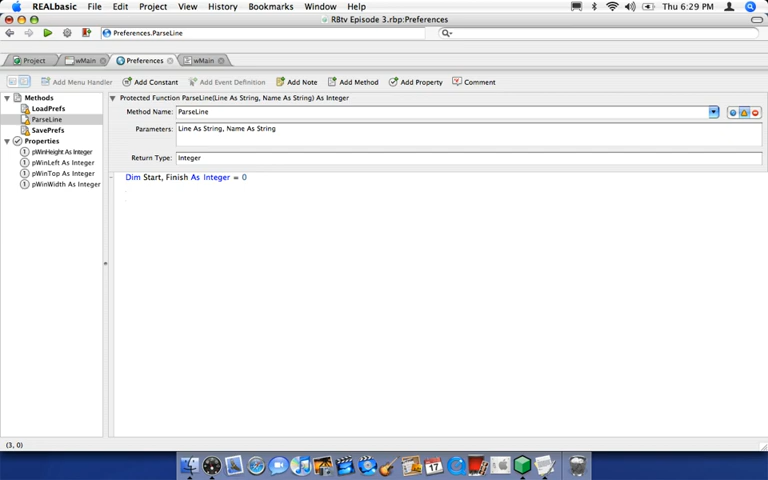 REALbasic File Edit Project View History Bookmarks Window Help Thu 6:29 PM
RBtv Episode 3.rbp:Preferences
Preferences.ParseLine
Project wMain Preferences wMain
Add Menu Handler Add Constant Add Event Definition Add Note Add Method Add Property Comment
Methods
LoadPrefs
ParseLine
SavePrefs
Properties
pWinHeight As Integer
pWinLeft As Integer
pWinTop As Integer
pWinWidth As Integer
Protected Function ParseLine(Line As String, Name As String) As Integer
Method Name: ParseLine
Parameters: Line As String, Name As String
Return Type: Integer
Dim Start, Finish As Integer = 0
(3, 0)
17